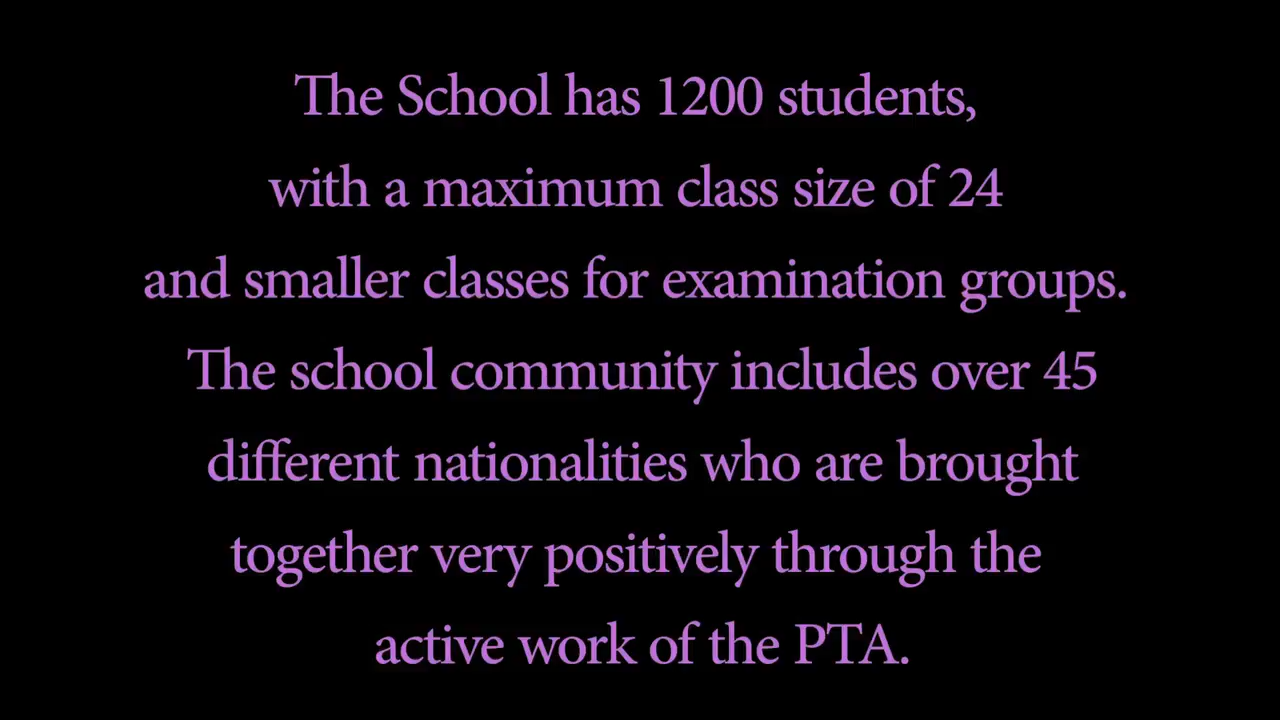 The School has 1200 students,
with a maximum class size of 24
and smaller classes for examination groups.
The school community includes over 45
different nationalities who are brought
together very positively through the
active work of the PTA.